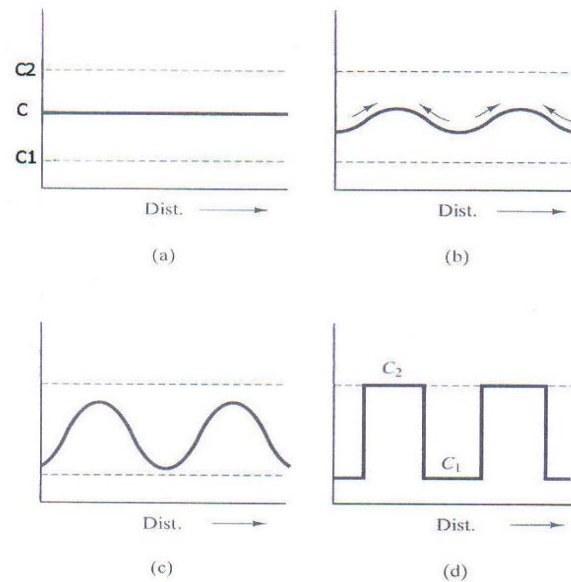 C2
C
C1
Dist.
(a)
Dist.
(b)
Dist.
(c)
C₂
C₁
Dist.
(d)